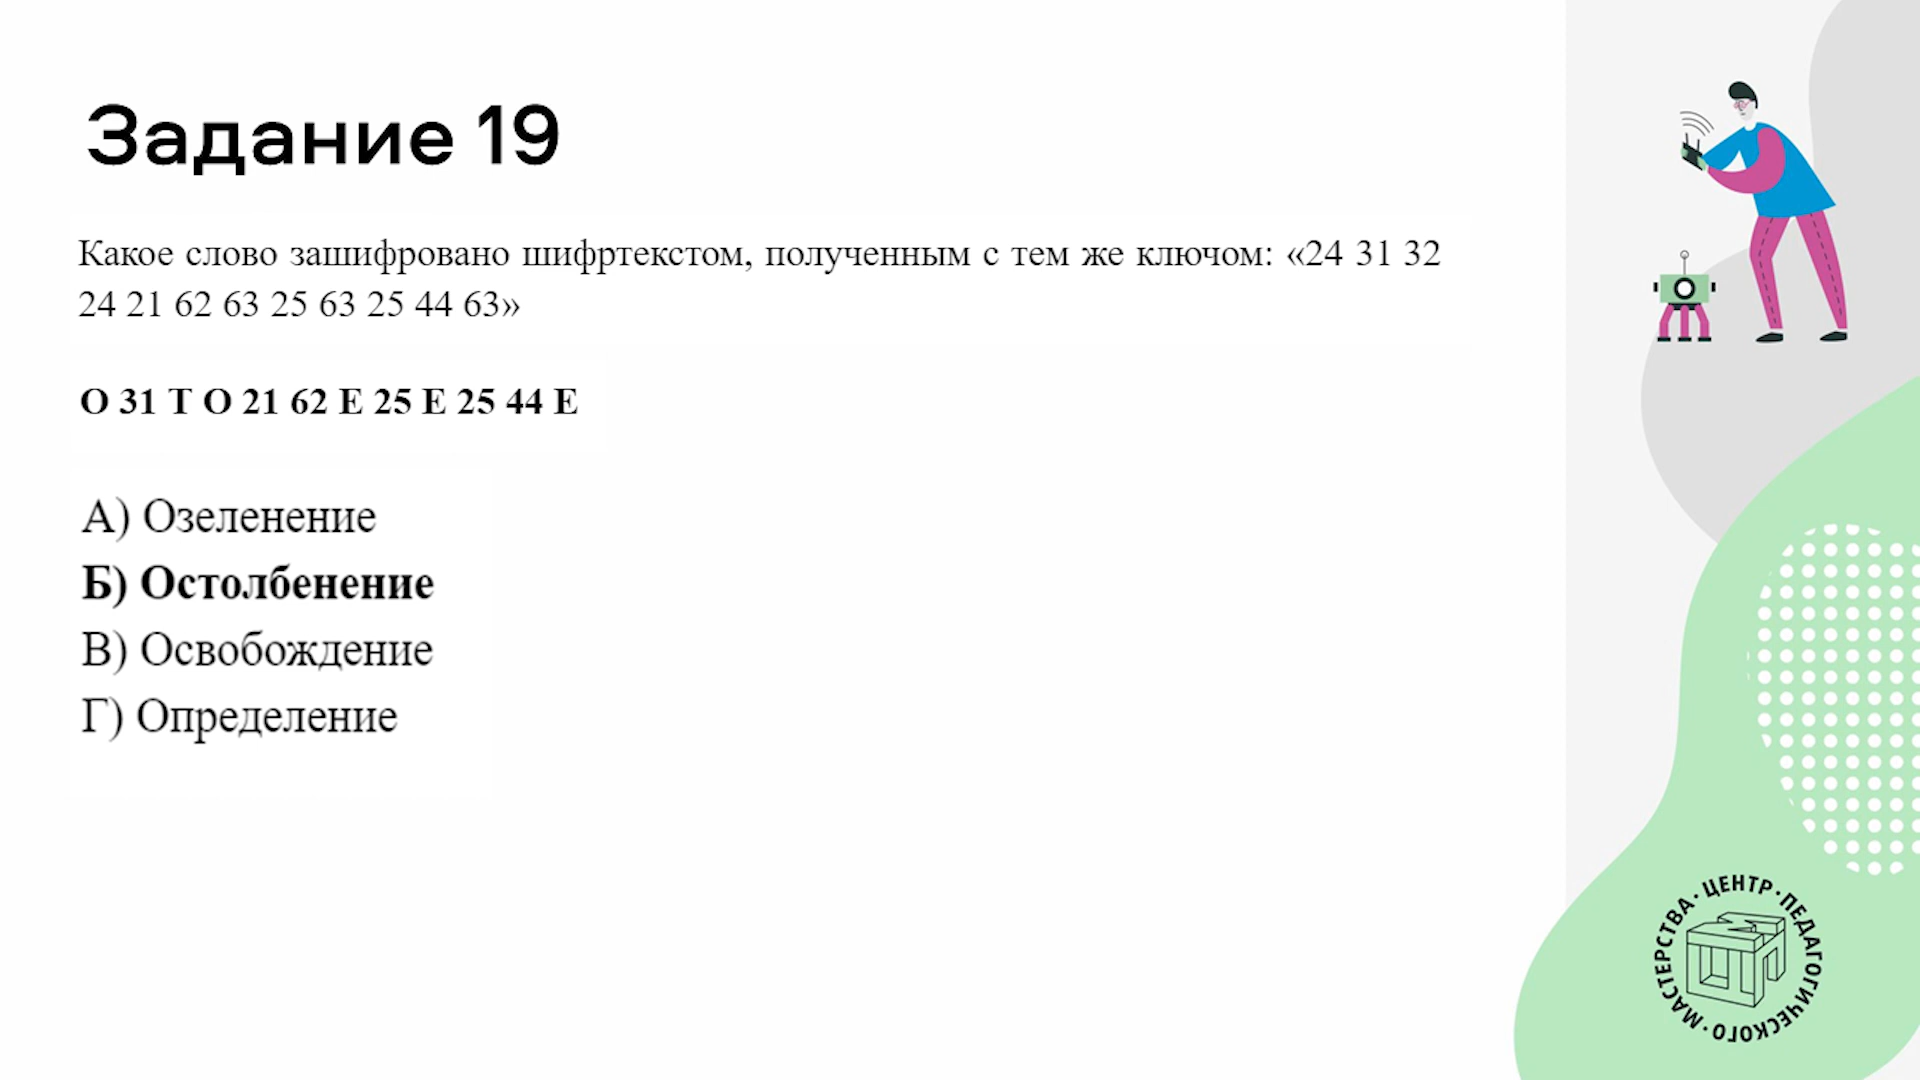 Задание 19
Какое слово зашифровано шифртекстом, полученным с тем же ключом: «24 31 32
24 21 62 63 25 63 25 44 63»
О 31 Т О 21 62 Е 25 Е 25 44 Е
А) Озеленение
Б) Остолбенение
В) Освобождение
Г) Определение
ЦЕНТР · ПЕДАГОГИЧЕСКОГО · МАСТЕРСТВА ·